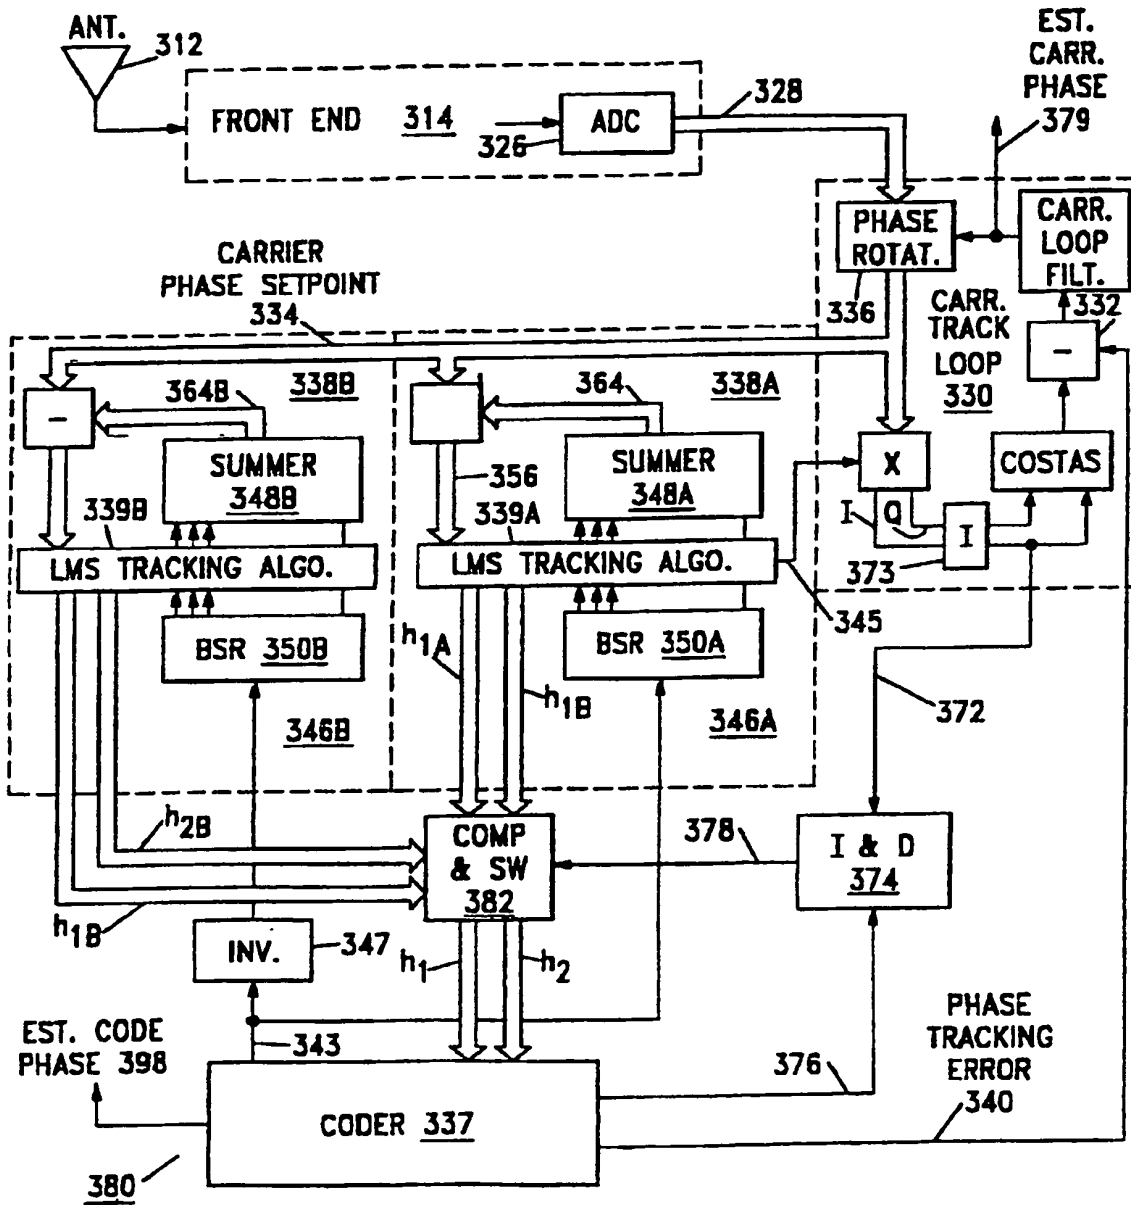 ANT.
312
EST.
CARR.
PHASE
379
FRONT END 314
326
ADC
328
PHASE
ROTAT.
336
CARR.
LOOP
FILT.
332
CARR.
TRACK
LOOP
330
CARRIER
PHASE SETPOINT
334
338B
338A
364B
364
−
−
SUMMER
348B
SUMMER
348A
356
339B
339A
LMS TRACKING ALGO.
LMS TRACKING ALGO.
X
COSTAS
I
Q
I
373
345
BSR 350B
BSR 350A
h1A
h1B
346B
346A
372
h2B
h1B
COMP
& SW
382
378
I & D
374
INV.
347
h1
h2
343
EST. CODE
PHASE 398
CODER 337
376
PHASE
TRACKING
ERROR
340
380